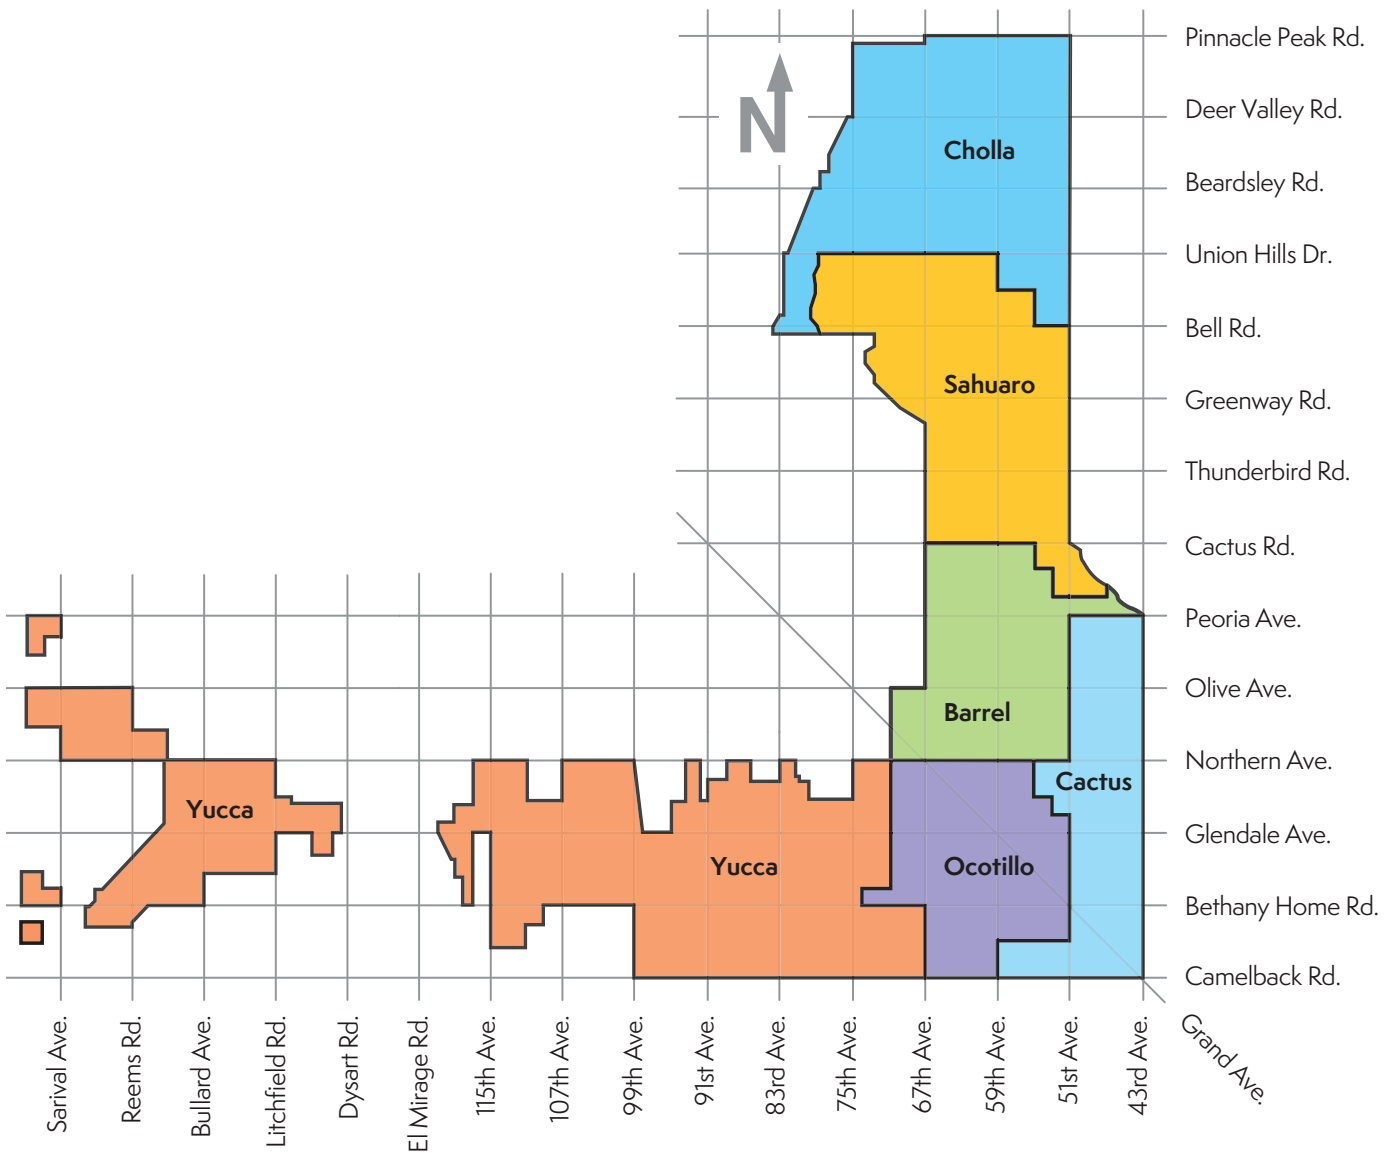 Pinnacle Peak Rd.
N
Deer Valley Rd.
Cholla
Beardsley Rd.
Union Hills Dr.
Bell Rd.
Sahuaro
Greenway Rd.
Thunderbird Rd.
Cactus Rd.
Peoria Ave.
Olive Ave.
Barrel
Northern Ave.
Cactus
Yucca
Glendale Ave.
Yucca
Ocotillo
Bethany Home Rd.
Camelback Rd.
Sarival Ave.
Reems Rd.
Bullard Ave.
Litchfield Rd.
Dysart Rd.
El Mirage Rd.
115th Ave.
107th Ave.
99th Ave.
91st Ave.
83rd Ave.
75th Ave.
67th Ave.
59th Ave.
51st Ave.
43rd Ave.
Grand Ave.